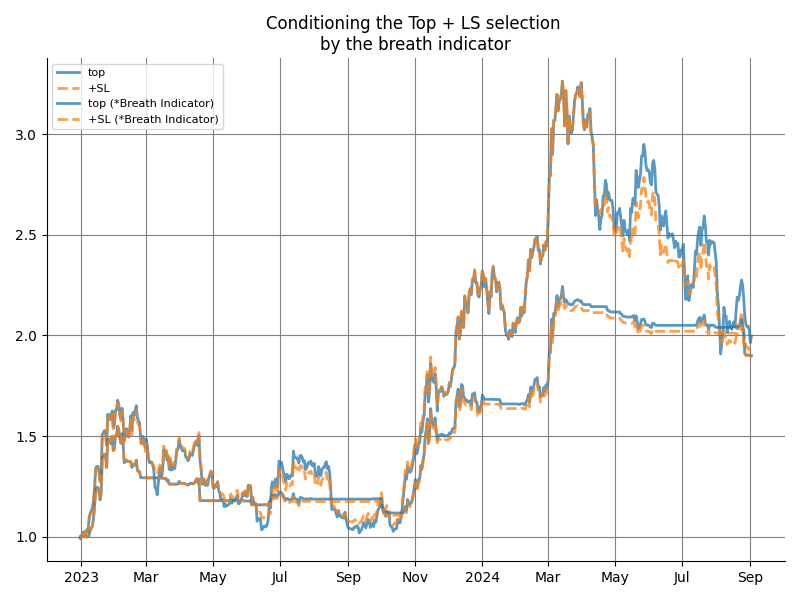 Conditioning the Top + LS selection
by the breath indicator
top
+SL
top (*Breath Indicator)
+SL (*Breath Indicator)
3.0
2.5
2.0
1.5
1.0
2023 Mar May Jul Sep Nov 2024 Mar May Jul Sep